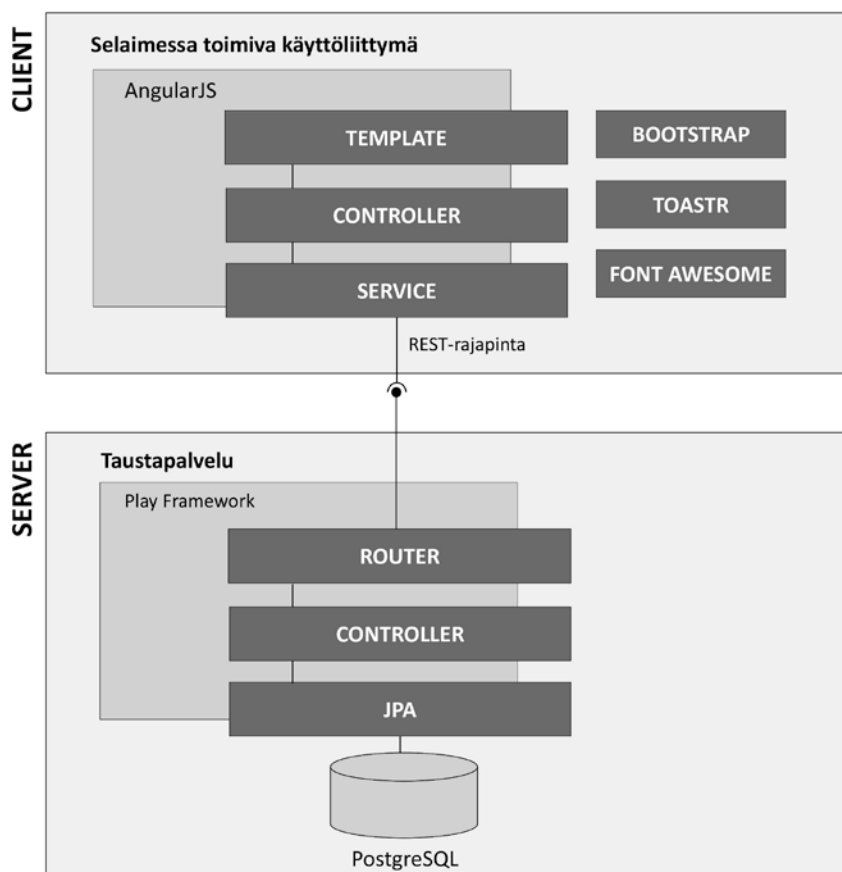 CLIENT
Selaimessa toimiva käyttöliittymä
AngularJS
TEMPLATE
CONTROLLER
SERVICE
BOOTSTRAP
TOASTR
FONT AWESOME
REST-rajapinta
SERVER
Taustapalvelu
Play Framework
ROUTER
CONTROLLER
JPA
PostgreSQL